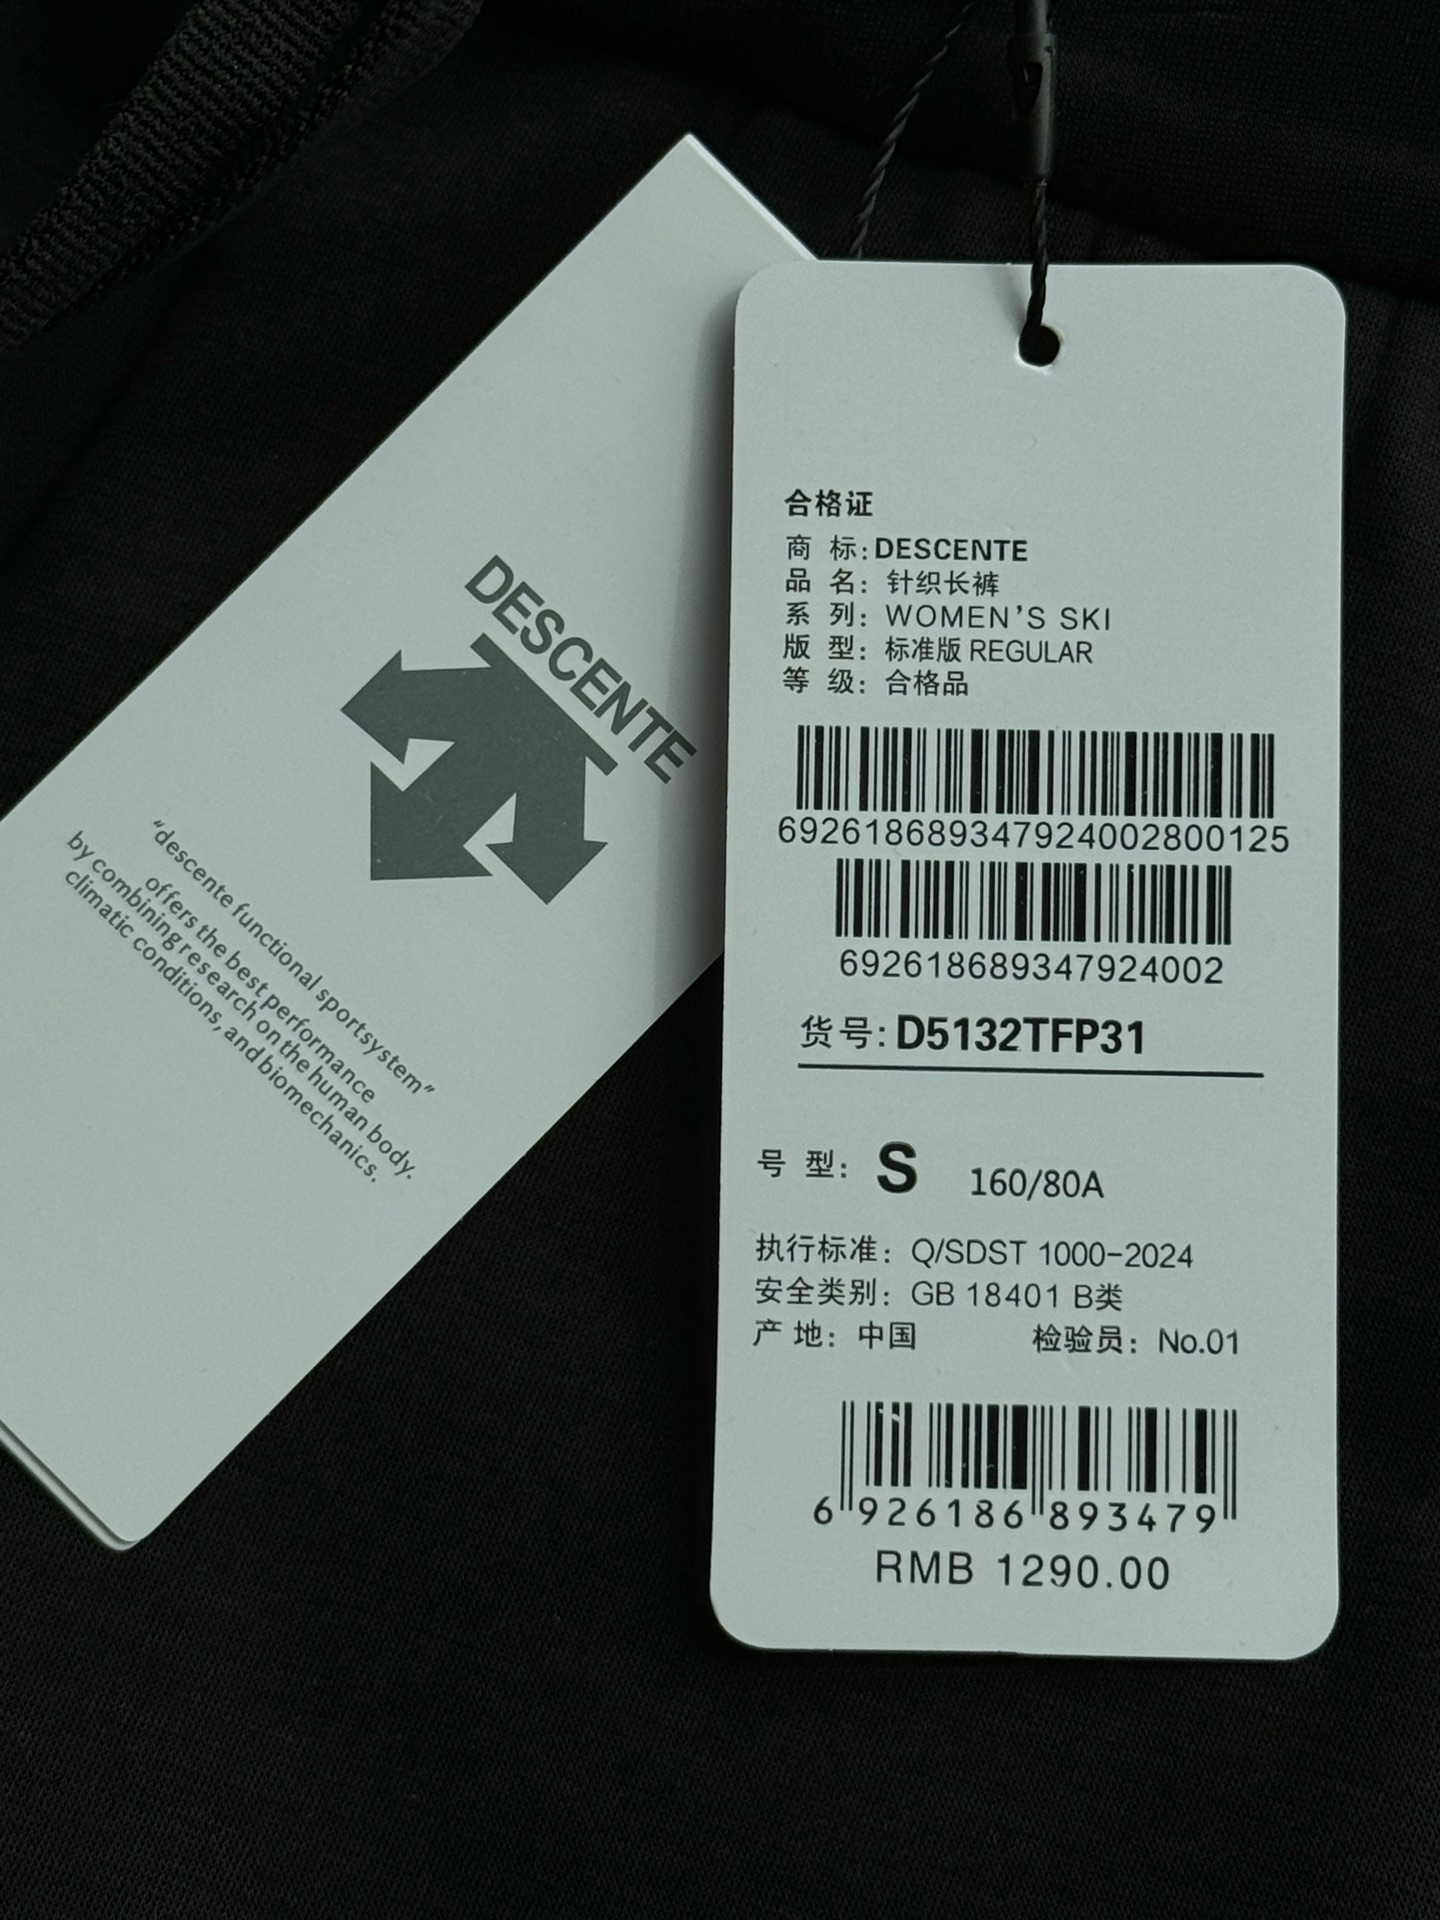 DESCENTE
"descente functional sportsystem"
offers the best performance
by combining research on the human body.
climatic conditions, and biomechanics.
合格证
商 标:DESCENTE
品 名: 针织长裤
系 列: WOMEN'S SKI
版 型: 标准版 REGULAR
等 级: 合格品
692618689347924002800125
692618689347924002
货号:D5132TFP31
号 型: S 160/80A
执行标准: Q/SDST 1000-2024
安全类别: GB 18401 B类
产 地: 中国 检验员: No.01
6 926186 893479
RMB 1290.00